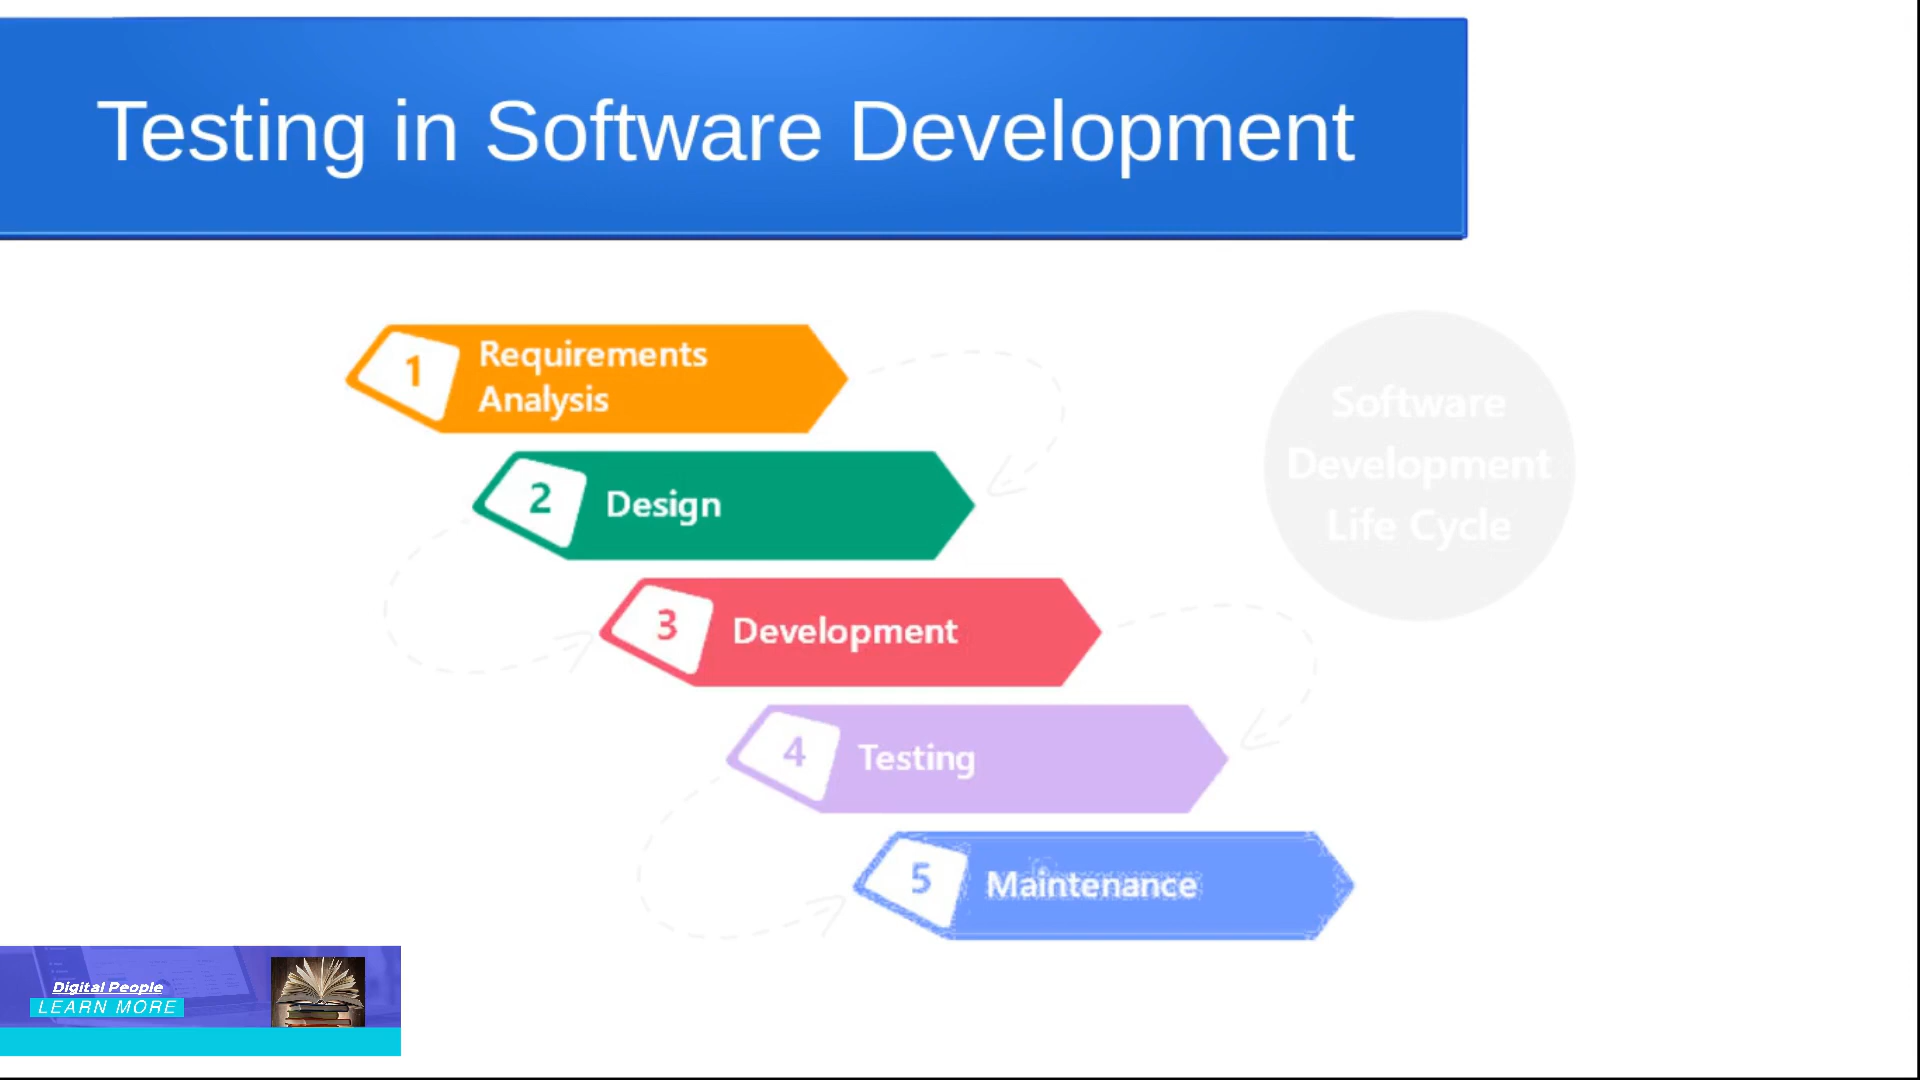 Testing in Software Development
1
Requirements
Analysis
2
Design
3
Development
4
Testing
5
Maintenance
Software
Development
Life Cycle
Digital People
LEARN MORE